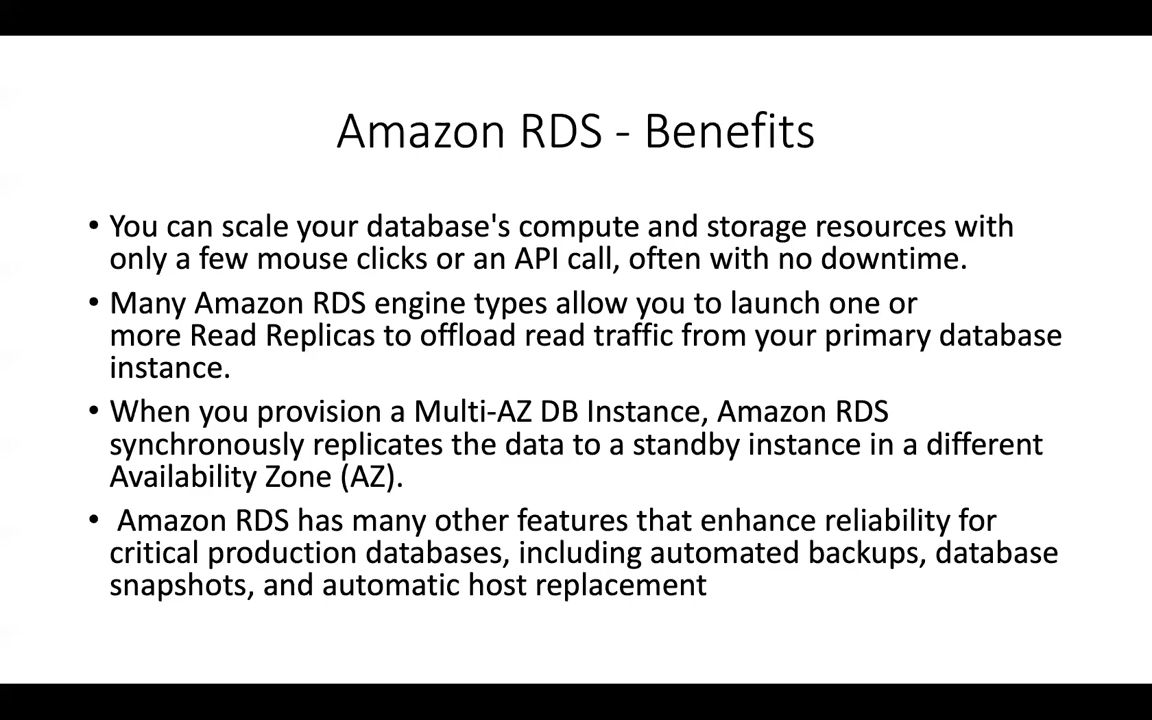 Amazon RDS - Benefits
• You can scale your database's compute and storage resources with
only a few mouse clicks or an API call, often with no downtime.
• Many Amazon RDS engine types allow you to launch one or
more Read Replicas to offload read traffic from your primary database
instance.
• When you provision a Multi-AZ DB Instance, Amazon RDS
synchronously replicates the data to a standby instance in a different
Availability Zone (AZ).
• Amazon RDS has many other features that enhance reliability for
critical production databases, including automated backups, database
snapshots, and automatic host replacement